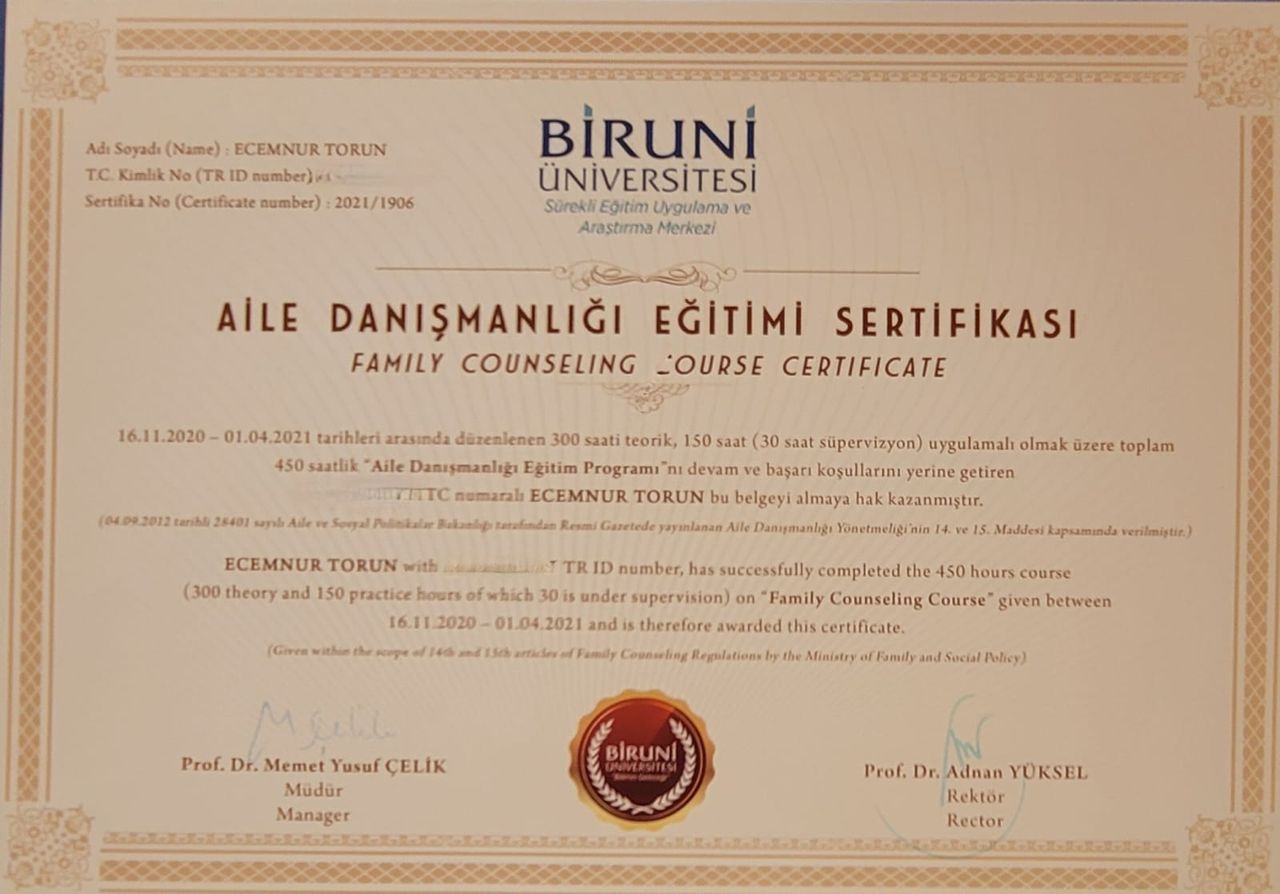 Adı Soyadı (Name) : ECEMNUR TORUN
T.C. Kimlik No (TR ID number)
Sertifika No (Certificate number) : 2021/1906
BİRUNİ
ÜNİVERSİTESİ
Sürekli Eğitim Uygulama ve
Araştırma Merkezi
AİLE DANIŞMANLIĞI EĞİTİMİ SERTİFİKASI
FAMILY COUNSELING COURSE CERTIFICATE
16.11.2020 – 01.04.2021 tarihleri arasında düzenlenen 300 saati teorik, 150 saat (30 saat süpervizyon) uygulamalı olmak üzere toplam
450 saatlik "Aile Danışmanlığı Eğitim Programı"nı devam ve başarı koşullarını yerine getiren
TC numaralı ECEMNUR TORUN bu belgeyi almaya hak kazanmıştır.
(04.09.2012 tarihli 28401 sayılı Aile ve Sosyal Politikalar Bakanlığı tarafından Resmi Gazetede yayınlanan Aile Danışmanlığı Yönetmeliği'nin 14. ve 15. Maddesi kapsamında verilmiştir.)
ECEMNUR TORUN with TR ID number, has successfully completed the 450 hours course
(300 theory and 150 practice hours of which 30 is under supervision) on "Family Counseling Course" given between
16.11.2020 – 01.04.2021 and is therefore awarded this certificate.
(Given within the scope of 14th and 15th articles of Family Counseling Regulations by the Ministry of Family and Social Policy)
M Çelik
Prof. Dr. Memet Yusuf ÇELİK
Müdür
Manager
BİRUNİ
ÜNİVERSİTESİ
Prof. Dr. Adnan YÜKSEL
Rektör
Rector